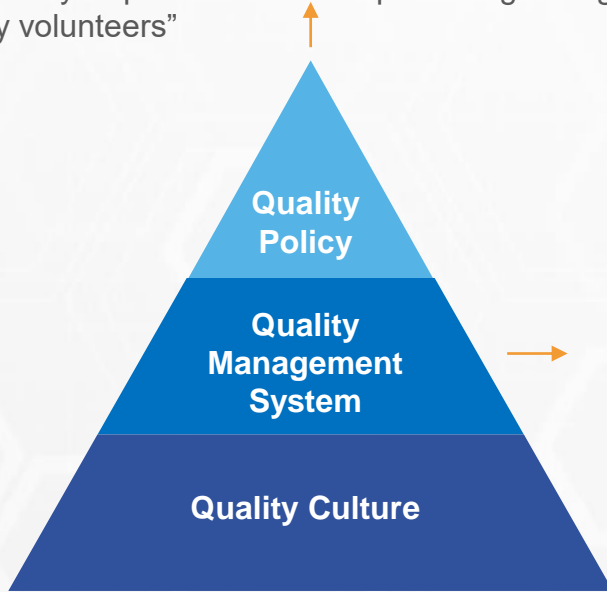 y volunteers”
Quality
Policy
Quality
Management
System
Quality Culture